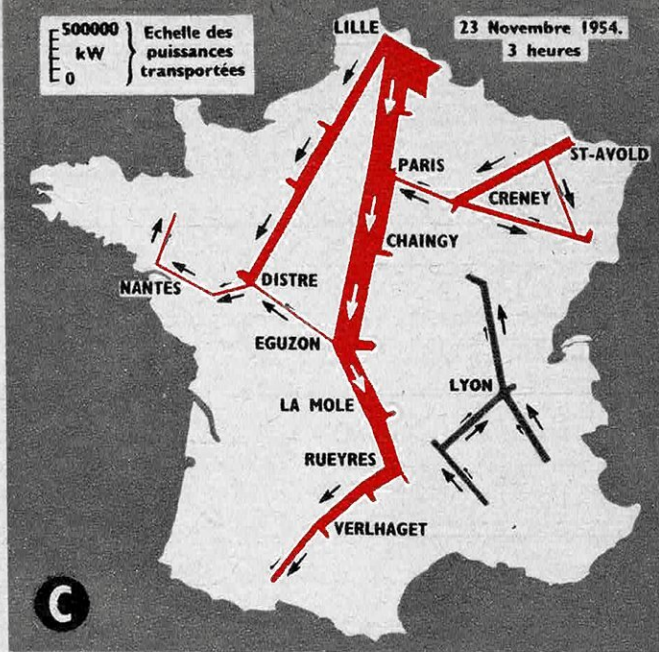 500000
kW
0
Echelle des
puissances
transportées
LILLE
23 Novembre 1954.
3 heures
PARIS
ST-AVOLD
CRENEY
CHAINGY
NANTES
DISTRE
EGUZON
LA MOLE
LYON
RUEYRES
VERLHAGET
C